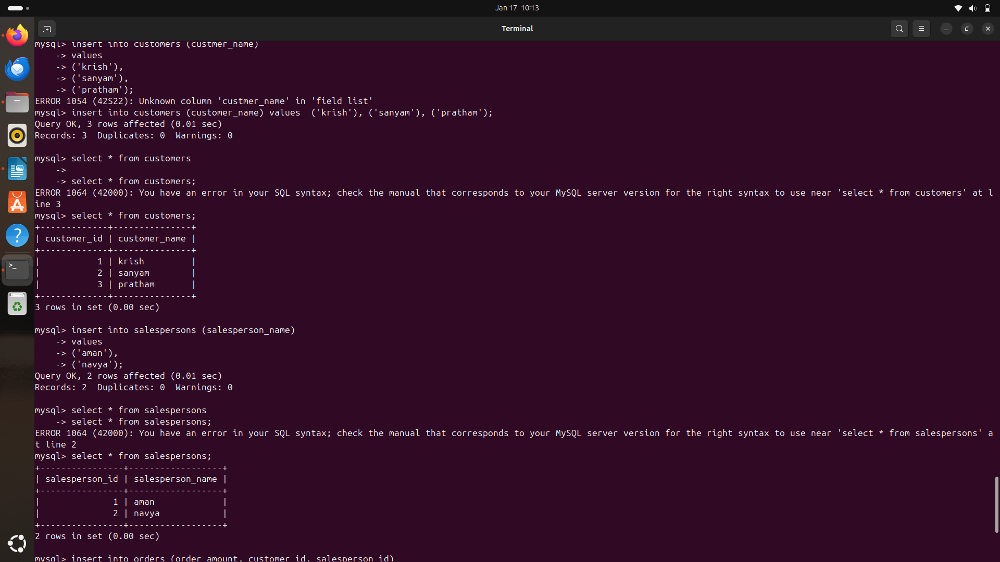 Jan 17 10:13
Terminal
mysql> insert into customers (custmer_name)
    -> values
    -> ('krish'),
    -> ('sanyam'),
    -> ('pratham');
ERROR 1054 (42S22): Unknown column 'custmer_name' in 'field list'
mysql> insert into customers (customer_name) values  ('krish'), ('sanyam'), ('pratham');
Query OK, 3 rows affected (0.01 sec)
Records: 3  Duplicates: 0  Warnings: 0

mysql> select * from customers
    ->
    -> select * from customers;
ERROR 1064 (42000): You have an error in your SQL syntax; check the manual that corresponds to your MySQL server version for the right syntax to use near 'select * from customers' at l
ine 3
mysql> select * from customers;
+-------------+---------------+
| customer_id | customer_name |
+-------------+---------------+
|           1 | krish         |
|           2 | sanyam        |
|           3 | pratham       |
+-------------+---------------+
3 rows in set (0.00 sec)

mysql> insert into salespersons (salesperson_name)
    -> values
    -> ('aman'),
    -> ('navya');
Query OK, 2 rows affected (0.01 sec)
Records: 2  Duplicates: 0  Warnings: 0

mysql> select * from salespersons
    -> select * from salespersons;
ERROR 1064 (42000): You have an error in your SQL syntax; check the manual that corresponds to your MySQL server version for the right syntax to use near 'select * from salespersons' a
t line 2
mysql> select * from salespersons;
+----------------+------------------+
| salesperson_id | salesperson_name |
+----------------+------------------+
|              1 | aman             |
|              2 | navya            |
+----------------+------------------+
2 rows in set (0.00 sec)

mysql> insert into orders (order_amount, customer_id, salesperson_id)